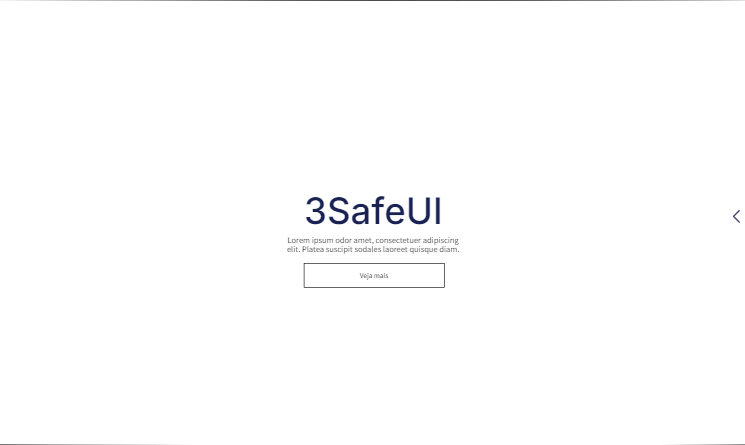 3SafeUI
Lorem ipsum odor amet, consectetuer adipiscing
elit. Platea suscipit sodales laoreet quisque diam.
Veja mais